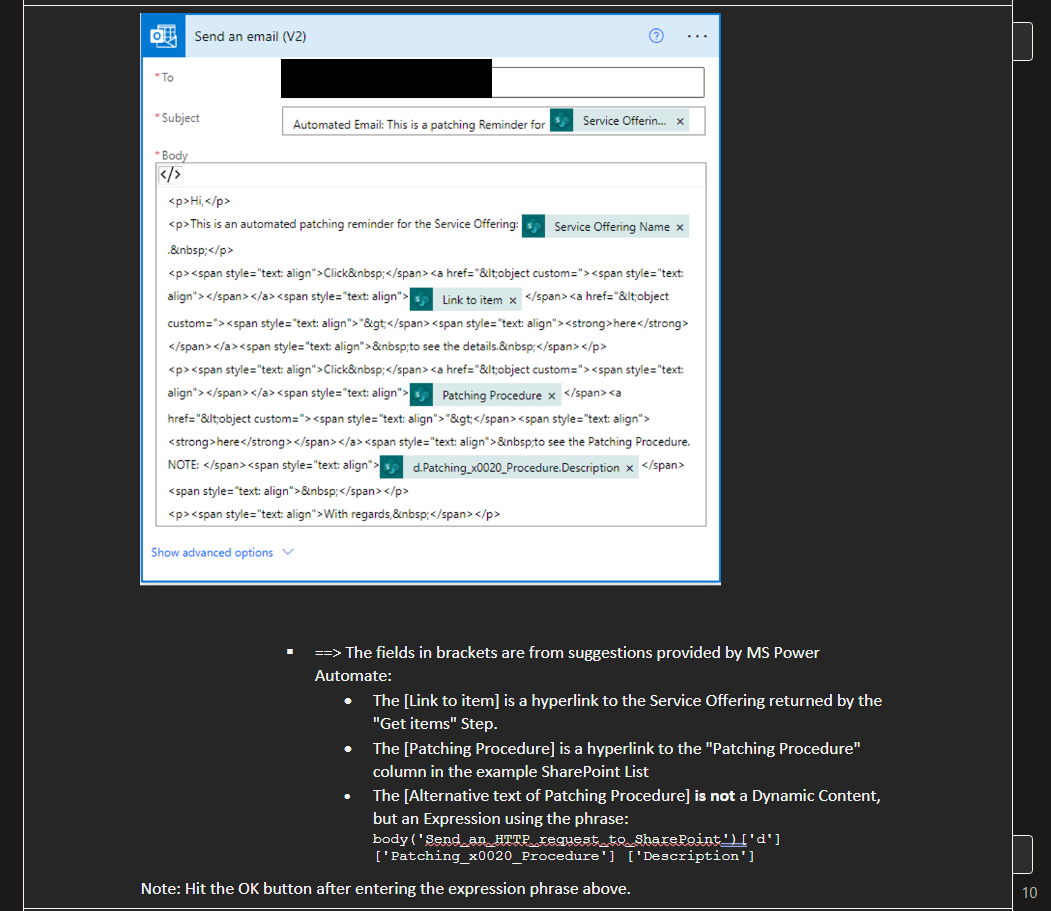 Send an email (V2)
* To
* Subject
Automated Email: This is a patching Reminder for Service Offerin... ×
* Body
</>
<p>Hi,</p>
<p>This is an automated patching reminder for the Service Offering: Service Offering Name ×
.&nbsp;</p>
<p><span style="text: align">Click&nbsp;</span><a href="&lt;object custom="><span style="text:
align"></span></a><span style="text: align"> Link to item × </span><a href="&lt;object
custom="><span style="text: align">"&gt;</span><span style="text: align"><strong>here</strong>
</span></a><span style="text: align">&nbsp;to see the details.&nbsp;</span></p>
<p><span style="text: align">Click&nbsp;</span><a href="&lt;object custom="><span style="text:
align"></span></a><span style="text: align"> Patching Procedure × </span><a
href="&lt;object custom="><span style="text: align">"&gt;</span><span style="text: align">
<strong>here</strong></span></a><span style="text: align">&nbsp;to see the Patching Procedure.
NOTE: </span><span style="text: align"> d.Patching_x0020_Procedure.Description × </span>
<span style="text: align">&nbsp;</span></p>
<p><span style="text: align">With regards,&nbsp;</span></p>
Show advanced options
==> The fields in brackets are from suggestions provided by MS Power
Automate:
The [Link to item] is a hyperlink to the Service Offering returned by the
"Get items" Step.
The [Patching Procedure] is a hyperlink to the "Patching Procedure"
column in the example SharePoint List
The [Alternative text of Patching Procedure] is not a Dynamic Content,
but an Expression using the phrase:
body('Send_an_HTTP_request_to_SharePoint')['d']
['Patching_x0020_Procedure'] ['Description']
Note: Hit the OK button after entering the expression phrase above.
10